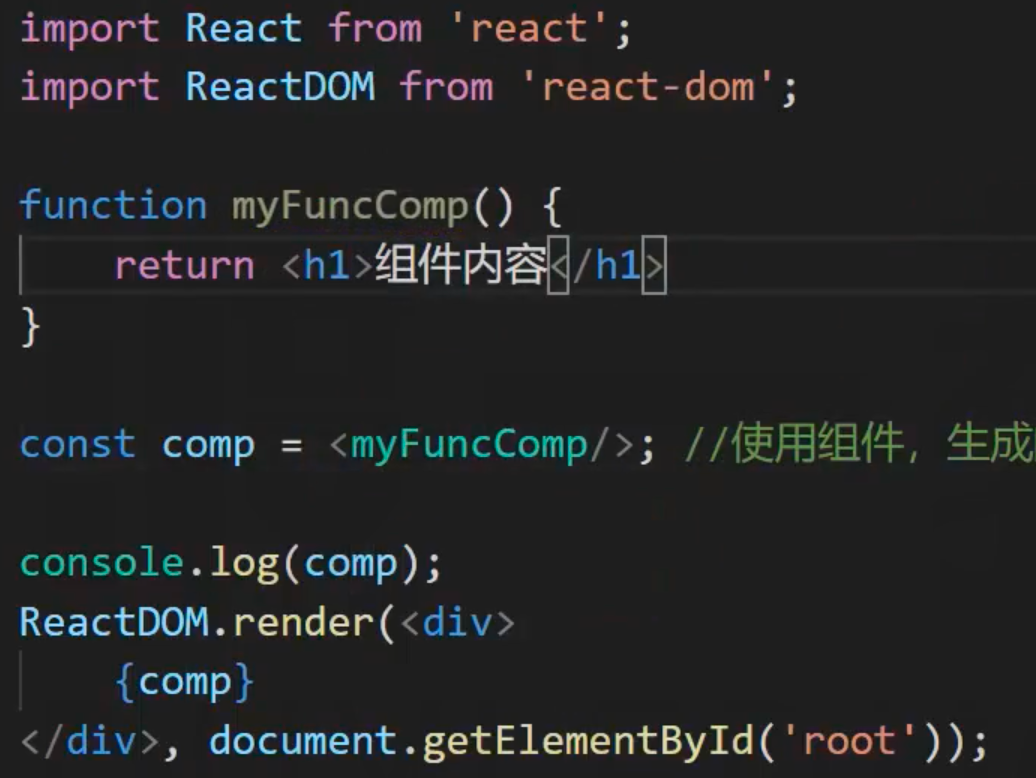 import React from 'react';
import ReactDOM from 'react-dom';
function myFuncComp() {
return <h1>组件内容</h1>
}
const comp = <myFuncComp/>; //使用组件，生成
console.log(comp);
ReactDOM.render(<div>
{comp}
</div>, document.getElementById('root'));